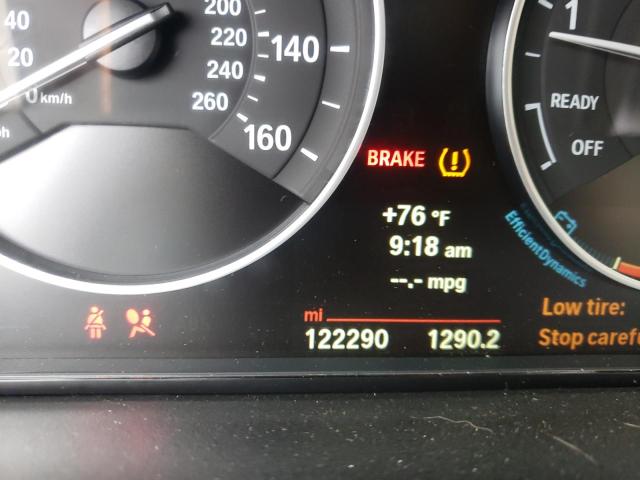 40
20
0 km/h
200
220
240
260
140
160
1
READY
OFF
BRAKE
+76 °F
9:18 am
--.- mpg
EfficientDynamics
mi
122290 1290.2
Low tire:
Stop